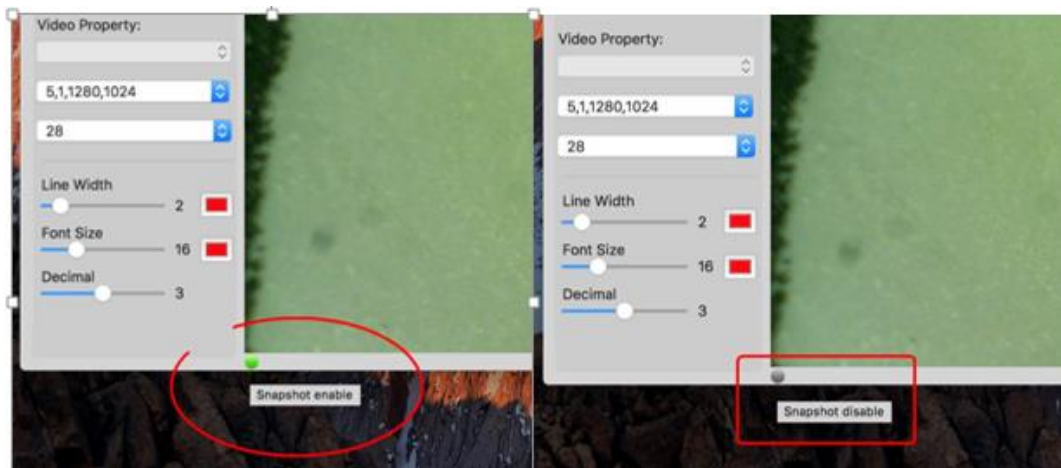 Video Property:
5,1,1280,1024
28
Line Width
2
Font Size
16
Decimal
3
Snapshot enable
Video Property:
5,1,1280,1024
28
Line Width
2
Font Size
16
Decimal
3
Snapshot disable